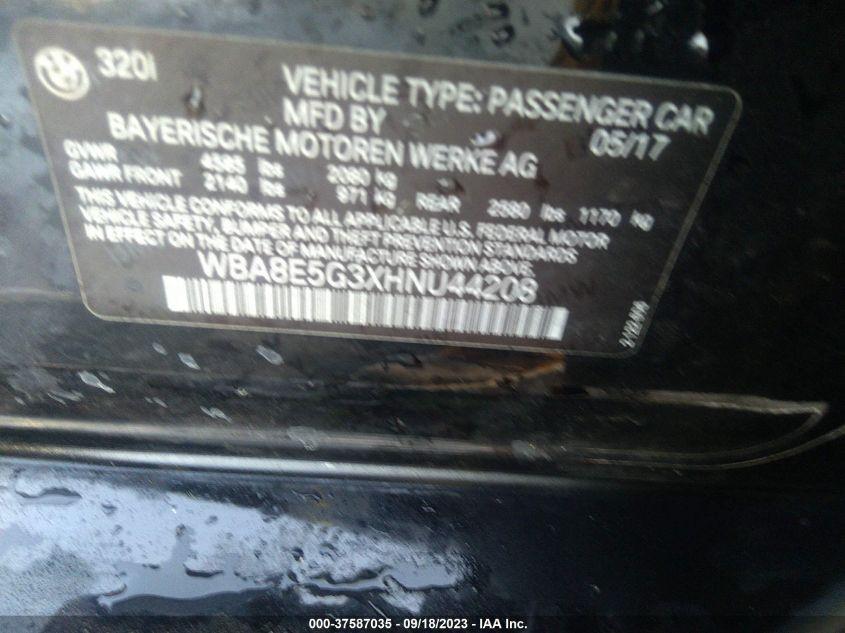 320i
VEHICLE TYPE: PASSENGER CAR
MFD BY 05/17
BAYERISCHE MOTOREN WERKE AG
GVWR 4585 lbs 2080 kg
GAWR FRONT 2140 lbs 971 kg REAR 2580 lbs 1170 kg
THIS VEHICLE CONFORMS TO ALL APPLICABLE U.S. FEDERAL MOTOR
VEHICLE SAFETY, BUMPER AND THEFT PREVENTION STANDARDS
IN EFFECT ON THE DATE OF MANUFACTURE SHOWN ABOVE.
WBA8E5G3XHNU44208
000-37587035 - 09/18/2023 - IAA Inc.